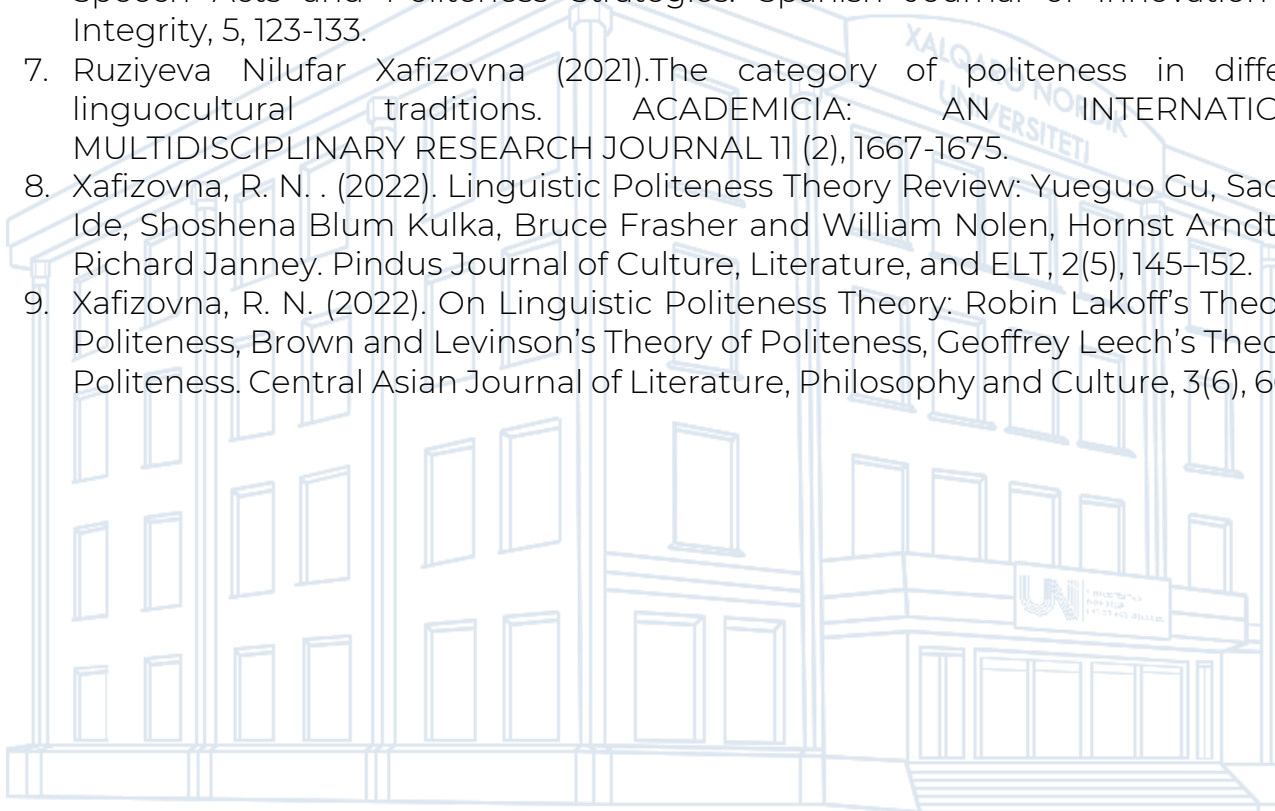 Speech Acts and Politeness Strategies. Spanish Journal of Innovation
Integrity, 5, 123-133.
7. Ruziyeva Nilufar Xafizovna (2021).The category of politeness in diffe
linguocultural traditions. ACADEMICIA: AN INTERNATIO
MULTIDISCIPLINARY RESEARCH JOURNAL 11 (2), 1667-1675.
8. Xafizovna, R. N. . (2022). Linguistic Politeness Theory Review: Yueguo Gu, Sac
Ide, Shoshena Blum Kulka, Bruce Frasher and William Nolen, Hornst Arndt
Richard Janney. Pindus Journal of Culture, Literature, and ELT, 2(5), 145–152.
9. Xafizovna, R. N. (2022). On Linguistic Politeness Theory: Robin Lakoff’s Theo
Politeness, Brown and Levinson’s Theory of Politeness, Geoffrey Leech’s Theo
Politeness. Central Asian Journal of Literature, Philosophy and Culture, 3(6), 6
XALQARO NORDIK
UNIVERSITETI
UNI